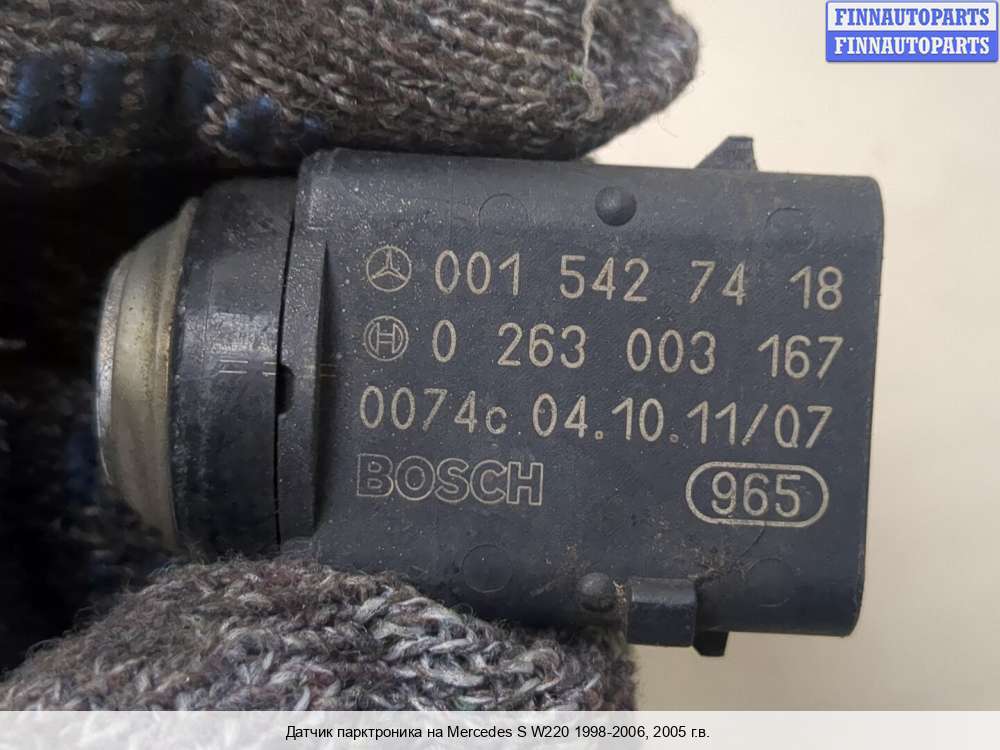 FINNAUTOPARTS
FINNAUTOPARTS
001 542 74 18
0 263 003 167
0074c 04.10.11/07
BOSCH
965
Датчик парктроника на Mercedes S W220 1998-2006, 2005 г.в.